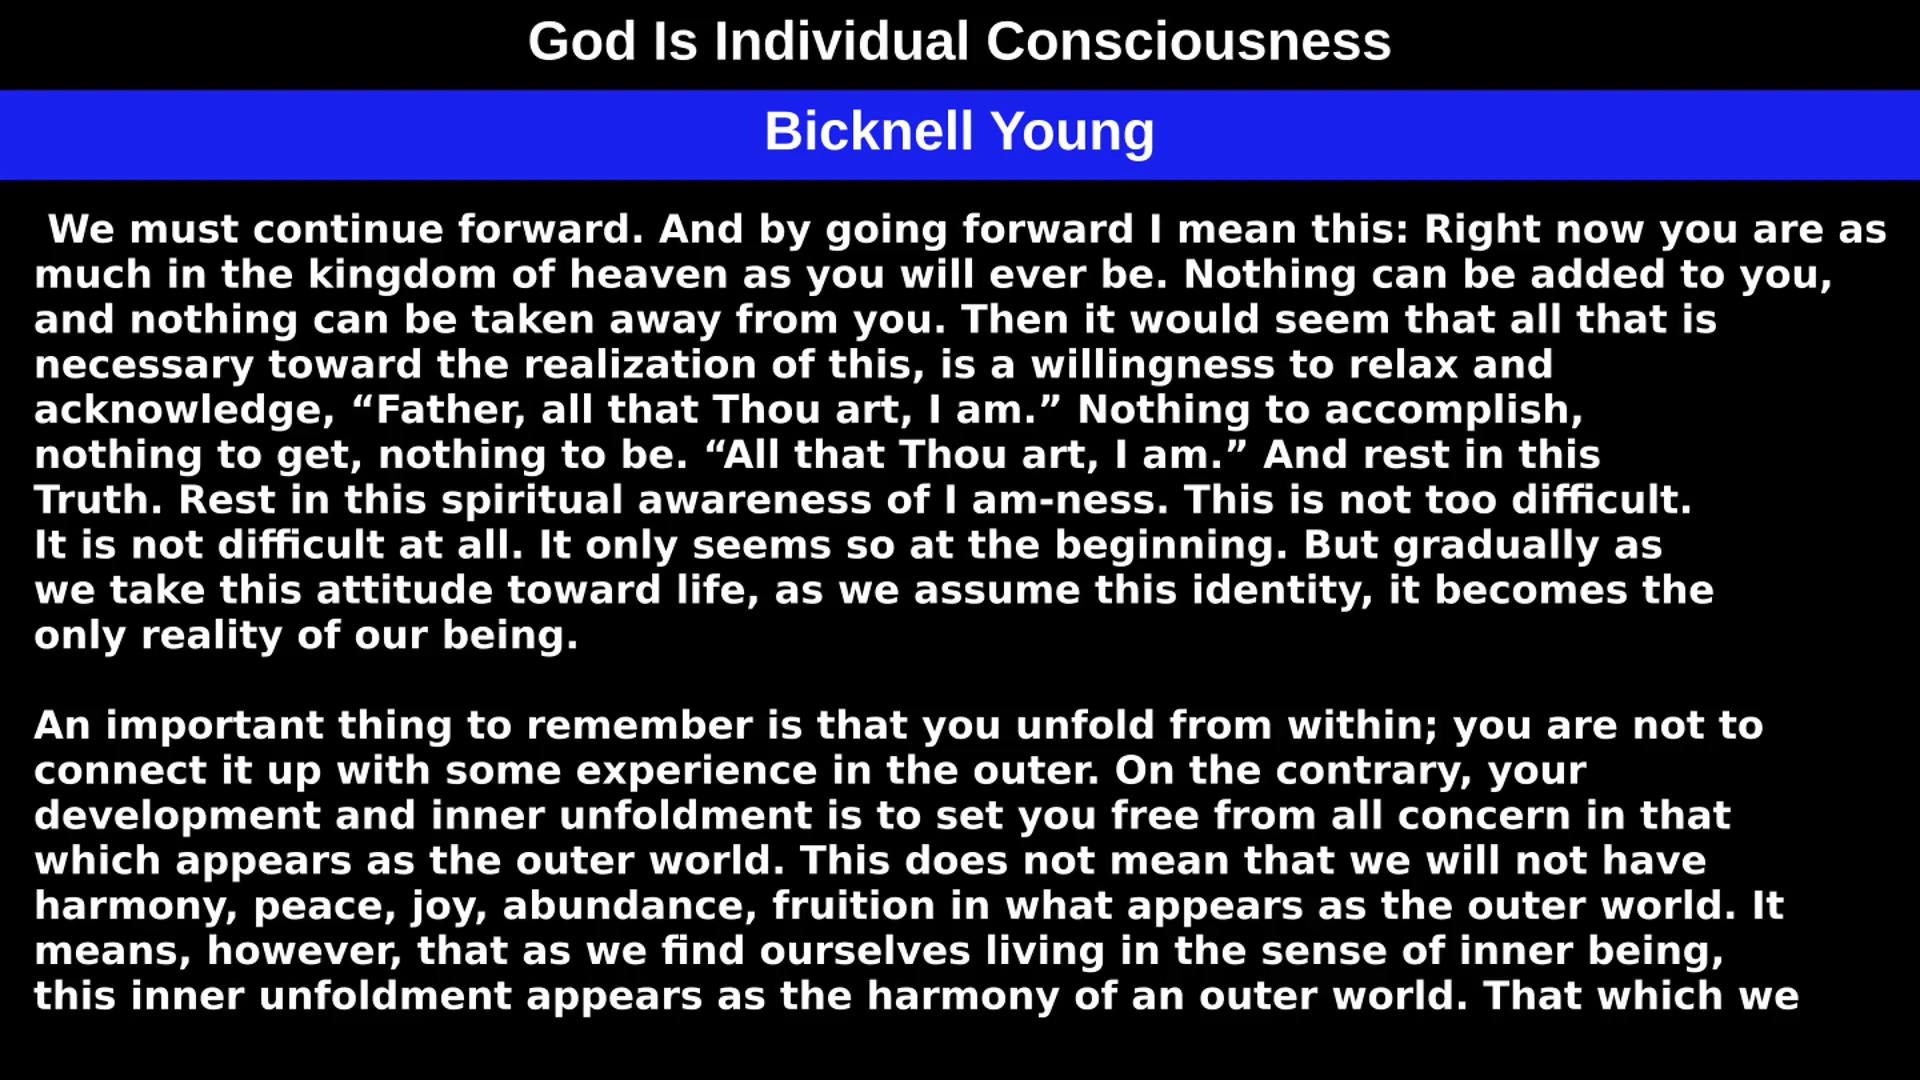 God Is Individual Consciousness
Bicknell Young
We must continue forward. And by going forward I mean this: Right now you are as
much in the kingdom of heaven as you will ever be. Nothing can be added to you,
and nothing can be taken away from you. Then it would seem that all that is
necessary toward the realization of this, is a willingness to relax and
acknowledge, “Father, all that Thou art, I am.” Nothing to accomplish,
nothing to get, nothing to be. “All that Thou art, I am.” And rest in this
Truth. Rest in this spiritual awareness of I am-ness. This is not too difficult.
It is not difficult at all. It only seems so at the beginning. But gradually as
we take this attitude toward life, as we assume this identity, it becomes the
only reality of our being.
An important thing to remember is that you unfold from within; you are not to
connect it up with some experience in the outer. On the contrary, your
development and inner unfoldment is to set you free from all concern in that
which appears as the outer world. This does not mean that we will not have
harmony, peace, joy, abundance, fruition in what appears as the outer world. It
means, however, that as we find ourselves living in the sense of inner being,
this inner unfoldment appears as the harmony of an outer world. That which we